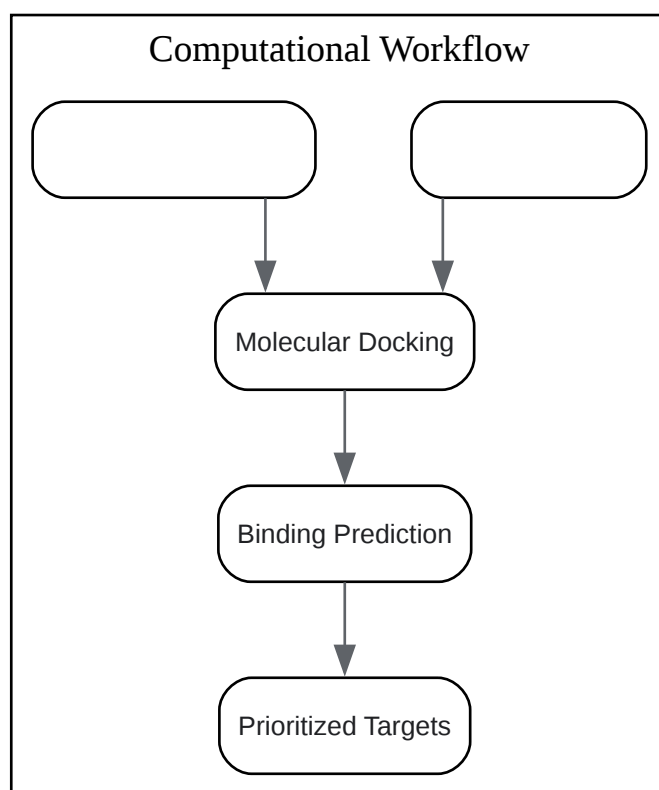 Computational Workflow
Molecular Docking
Binding Prediction
Prioritized Targets